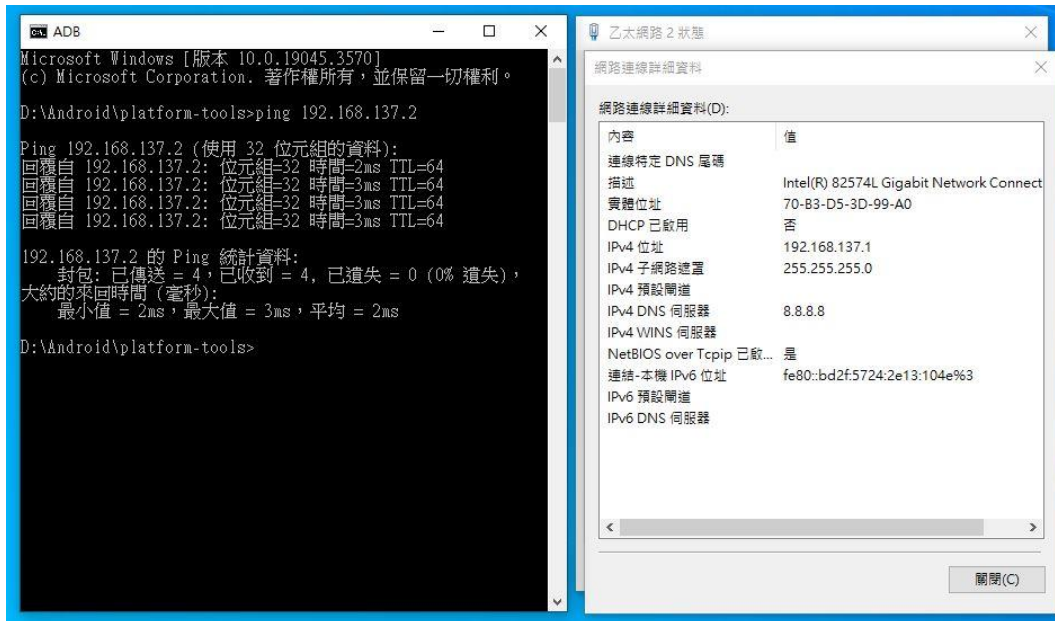 ADB
Microsoft Windows [版本 10.0.19045.3570]
(c) Microsoft Corporation. 著作權所有，並保留一切權利。
D:\Android\platform-tools>ping 192.168.137.2
Ping 192.168.137.2 (使用 32 位元組的資料):
回覆自 192.168.137.2: 位元組=32 時間=2ms TTL=64
回覆自 192.168.137.2: 位元組=32 時間=3ms TTL=64
回覆自 192.168.137.2: 位元組=32 時間=3ms TTL=64
回覆自 192.168.137.2: 位元組=32 時間=3ms TTL=64
192.168.137.2 的 Ping 統計資料:
封包: 已傳送 = 4，已收到 = 4, 已遺失 = 0 (0% 遺失)，
大約的來回時間 (毫秒):
最小值 = 2ms，最大值 = 3ms，平均 = 2ms
D:\Android\platform-tools>
乙太網路 2 狀態
網路連線詳細資料
網路連線詳細資料(D):
內容 值
連線特定 DNS 尾碼
描述 Intel(R) 82574L Gigabit Network Connect
實體位址 70-B3-D5-3D-99-A0
DHCP 已啟用 否
IPv4 位址 192.168.137.1
IPv4 子網路遮罩 255.255.255.0
IPv4 預設閘道
IPv4 DNS 伺服器 8.8.8.8
IPv4 WINS 伺服器
NetBIOS over Tcpip 已啟... 是
連結-本機 IPv6 位址 fe80::bd2f:5724:2e13:104e%3
IPv6 預設閘道
IPv6 DNS 伺服器
關閉(C)